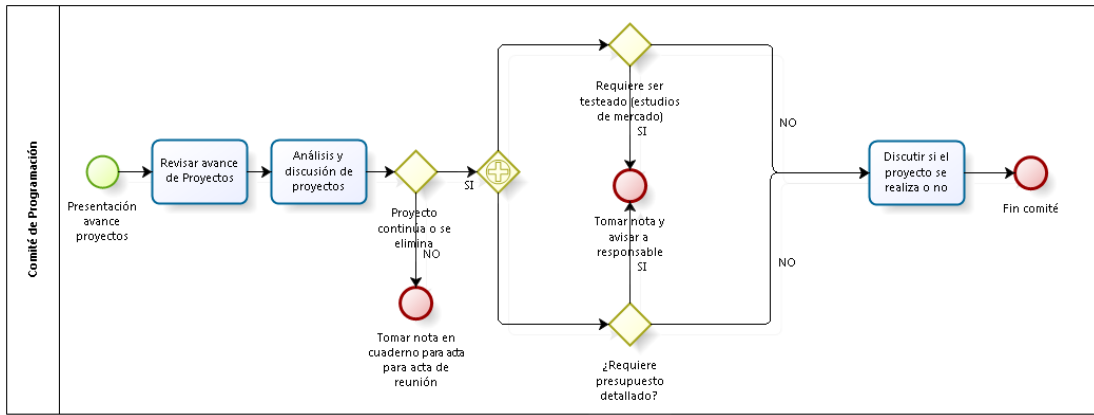 Comité de Programación
Presentación
avance
proyectos
Revisar avance
de Proyectos
Análisis y
discusión de
proyectos
Proyecto
continúa o se
elimina
SI
NO
Tomar nota en
cuaderno para acta
para acta de
reunión
Requiere ser
testeado (estudios
de mercado)
SI
NO
Tomar nota y
avisar a
responsable
SI
NO
¿Requiere
presupuesto
detallado?
Discutir si el
proyecto se
realiza o no
Fin comité